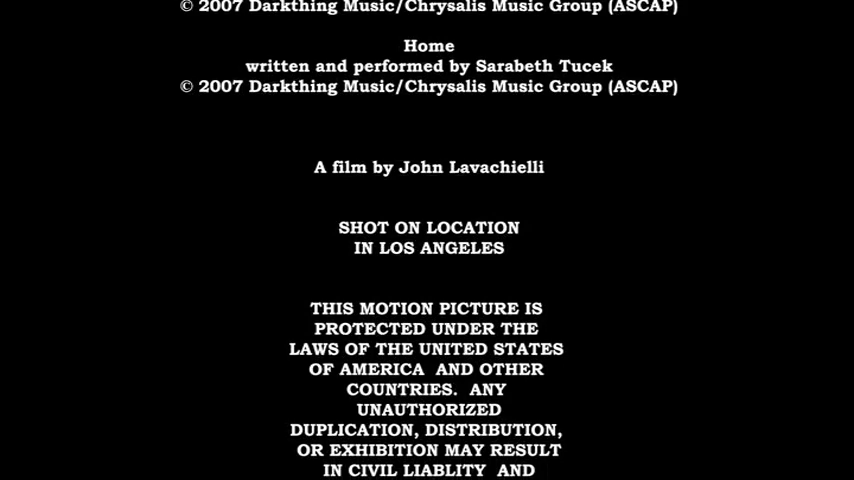 © 2007 Darkthing Music/Chrysalis Music Group (ASCAP)
Home
written and performed by Sarabeth Tucek
© 2007 Darkthing Music/Chrysalis Music Group (ASCAP)
A film by John Lavachielli
SHOT ON LOCATION
IN LOS ANGELES
THIS MOTION PICTURE IS
PROTECTED UNDER THE
LAWS OF THE UNITED STATES
OF AMERICA  AND OTHER
COUNTRIES.  ANY
UNAUTHORIZED
DUPLICATION, DISTRIBUTION,
OR EXHIBITION MAY RESULT
IN CIVIL LIABLITY  AND